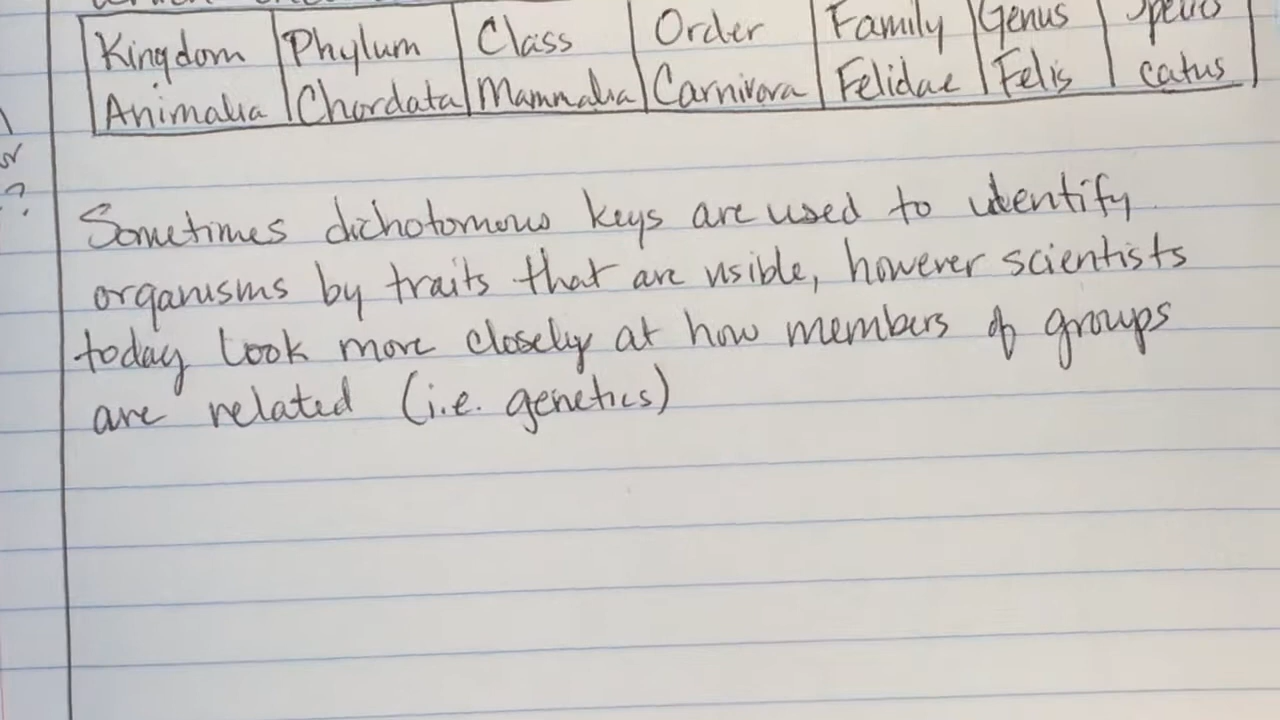 Kingdom Phylum Class Order Family Genus Species
Animalia Chordata Mammalia Carnivora Felidae Felis catus
or
?
Sometimes dichotomous keys are used to identify
organisms by traits that are visible, however scientists
today look more closely at how members of groups
are related (i.e. genetics)